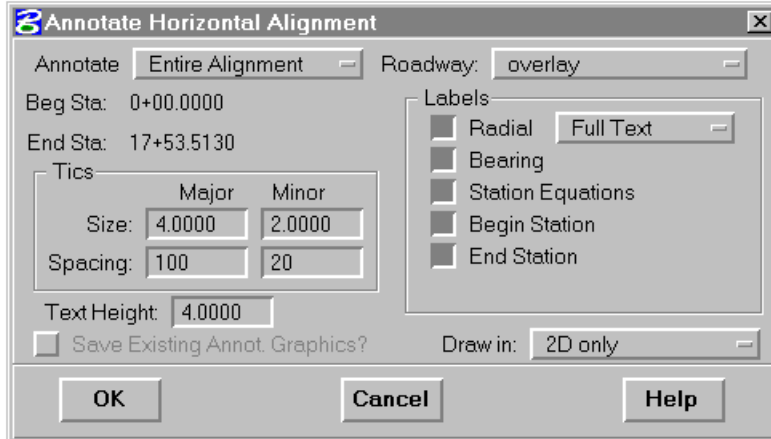 Annotate Horizontal Alignment
Annotate Entire Alignment Roadway: overlay
Beg Sta: 0+00.0000
End Sta: 17+53.5130
Tics
Major Minor
Size: 4.0000 2.0000
Spacing: 100 20
Text Height: 4.0000
Save Existing Annot. Graphics?
Labels
Radial Full Text
Bearing
Station Equations
Begin Station
End Station
Draw in: 2D only
OK Cancel Help